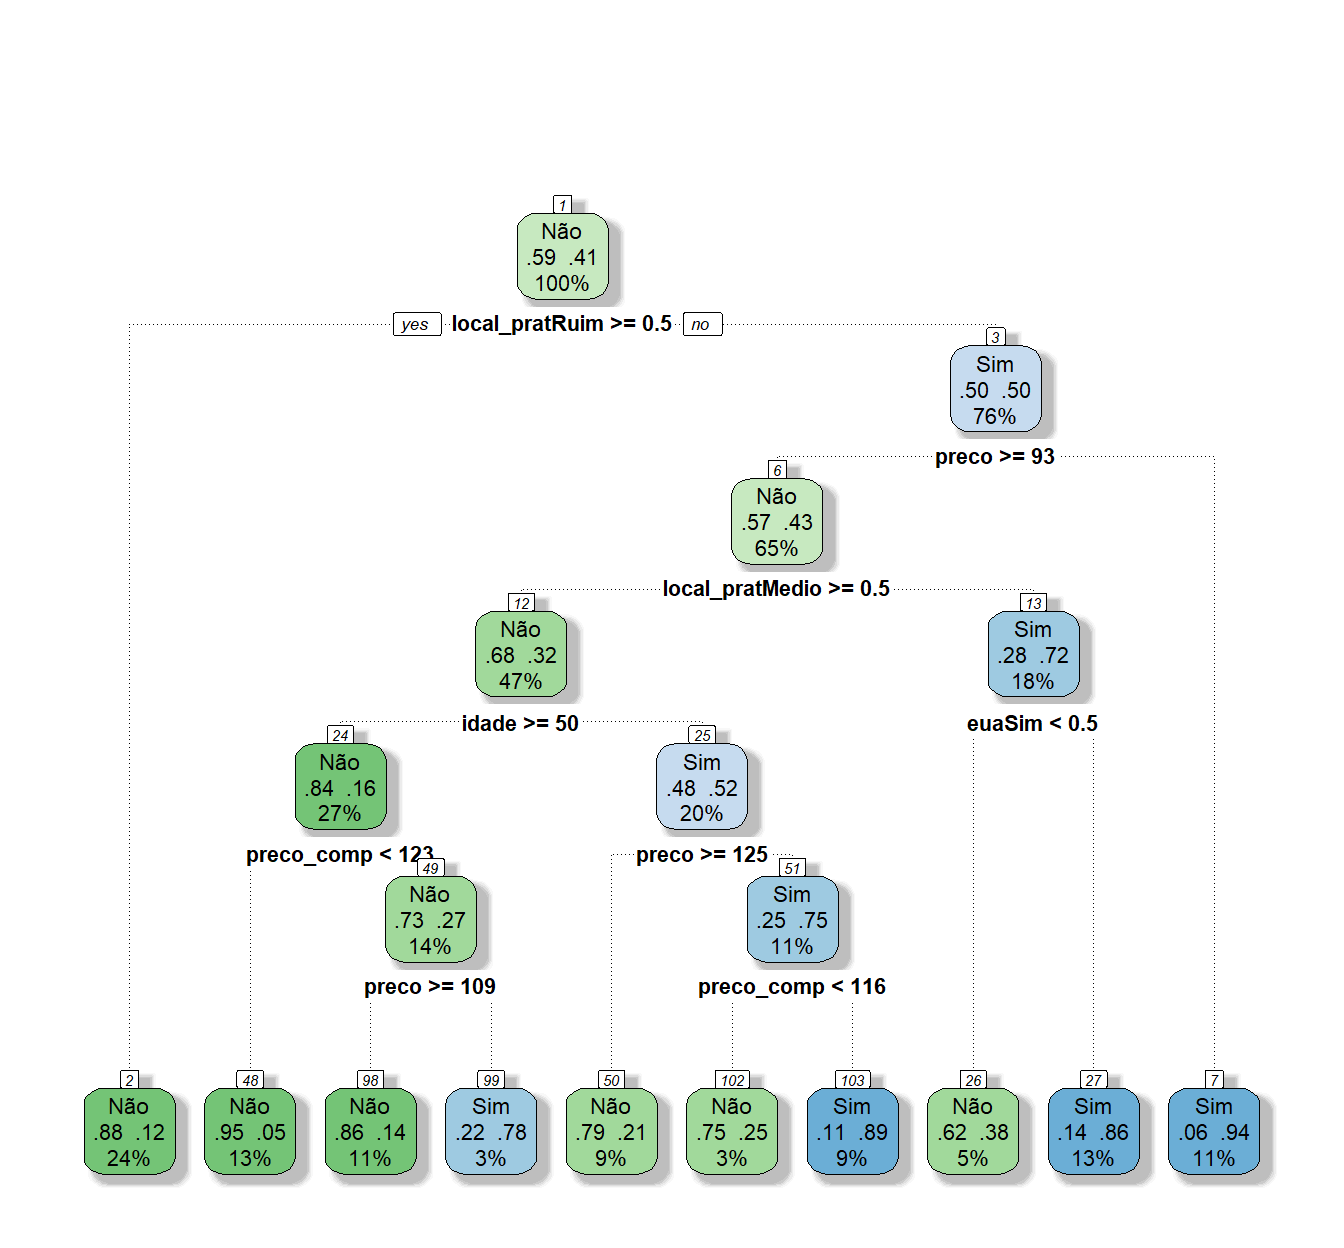 1
Não
.59 .41
100%
yes local_pratRuim >= 0.5 no
3
Sim
.50 .50
76%
preco >= 93
6
Não
.57 .43
65%
local_pratMedio >= 0.5
12
Não
.68 .32
47%
13
Sim
.28 .72
18%
idade >= 50
euaSim < 0.5
24
Não
.84 .16
27%
25
Sim
.48 .52
20%
preco_comp < 123
preco >= 125
49
Não
.73 .27
14%
51
Sim
.25 .75
11%
preco >= 109
preco_comp < 116
2
Não
.88 .12
24%
48
Não
.95 .05
13%
98
Não
.86 .14
11%
99
Sim
.22 .78
3%
50
Não
.79 .21
9%
102
Não
.75 .25
3%
103
Sim
.11 .89
9%
26
Não
.62 .38
5%
27
Sim
.14 .86
13%
7
Sim
.06 .94
11%